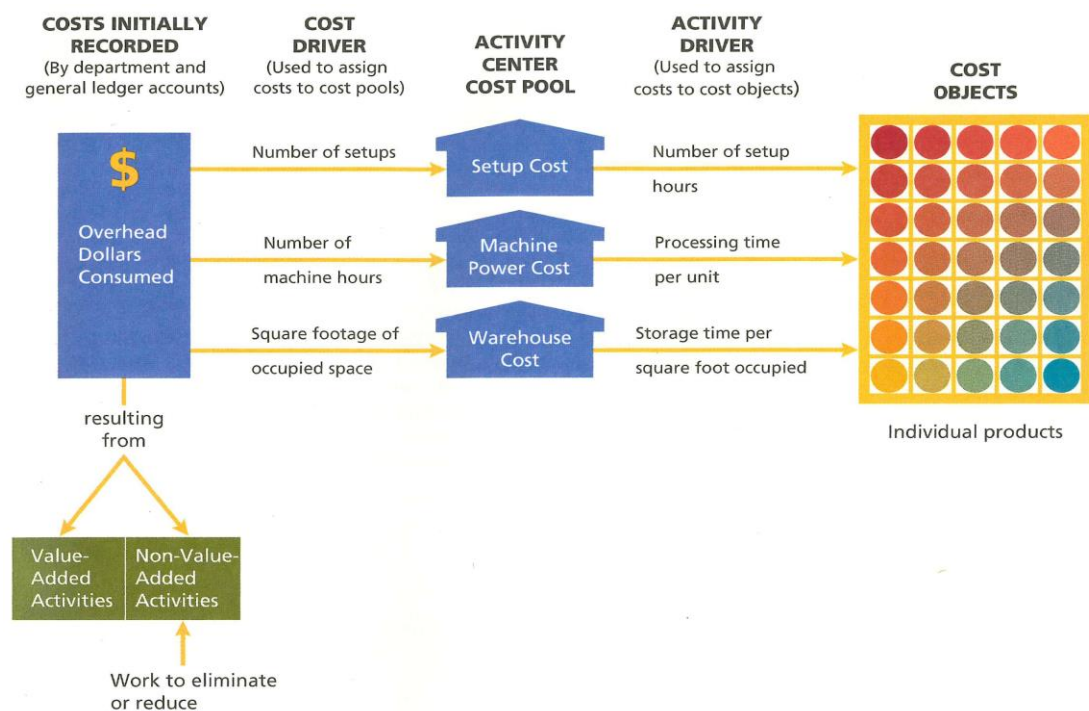 COSTS INITIALLY
RECORDED
(By department and
general ledger accounts)
COST
DRIVER
(Used to assign
costs to cost pools)
ACTIVITY
CENTER
COST POOL
ACTIVITY
DRIVER
(Used to assign
costs to cost objects)
COST
OBJECTS
$
Overhead
Dollars
Consumed
Number of setups
Setup Cost
Number of setup
hours
Number of
machine hours
Machine
Power Cost
Processing time
per unit
Square footage of
occupied space
Warehouse
Cost
Storage time per
square foot occupied
Individual products
resulting
from
Value-
Added
Activities
Non-Value-
Added
Activities
Work to eliminate
or reduce